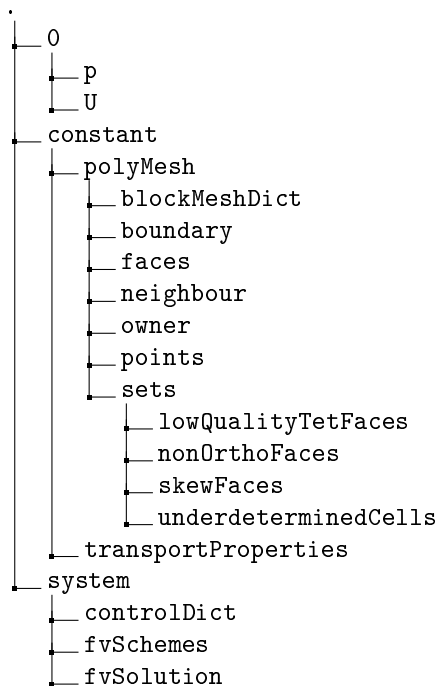 .
0
p
U
constant
polyMesh
blockMeshDict
boundary
faces
neighbour
owner
points
sets
lowQualityTetFaces
nonOrthoFaces
skewFaces
underdeterminedCells
transportProperties
system
controlDict
fvSchemes
fvSolution